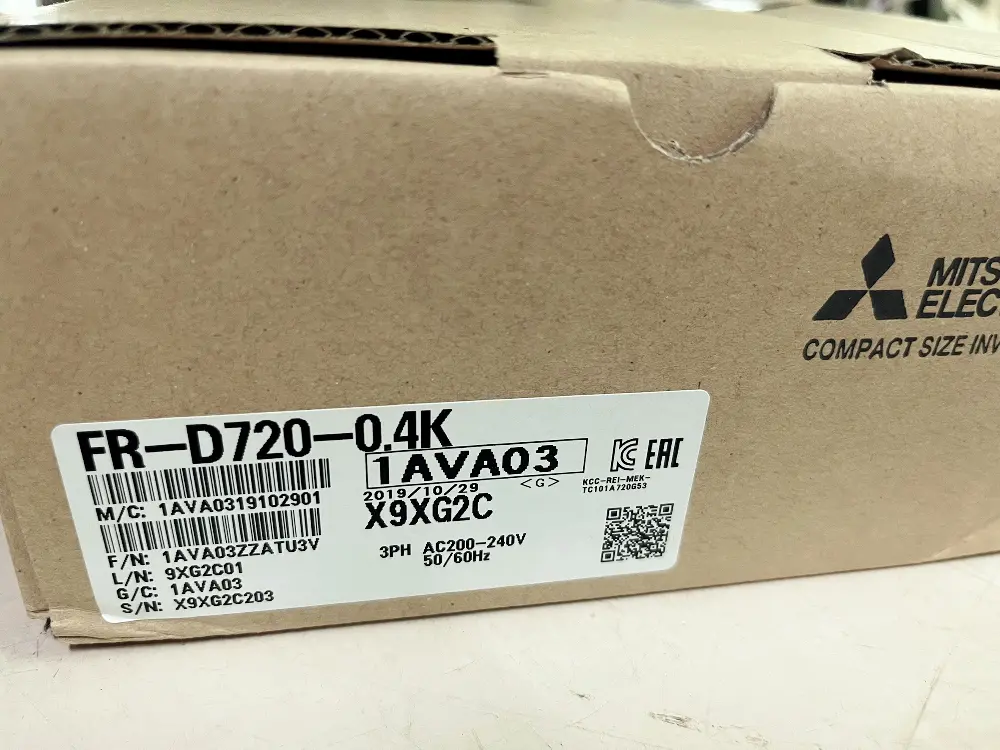 MITS
ELEC
COMPACT SIZE INV
FR-D720-0.4K
1AVA03
M/C: 1AVA0319102901
2019/10/29
<G>
X9XG2C
KCC-REI-MEK-
TC101A720G53
EAC
F/N: 1AVA03ZZATU3V
L/N: 9XG2C01
G/C: 1AVA03
S/N: X9XG2C203
3PH AC200-240V
50/60Hz